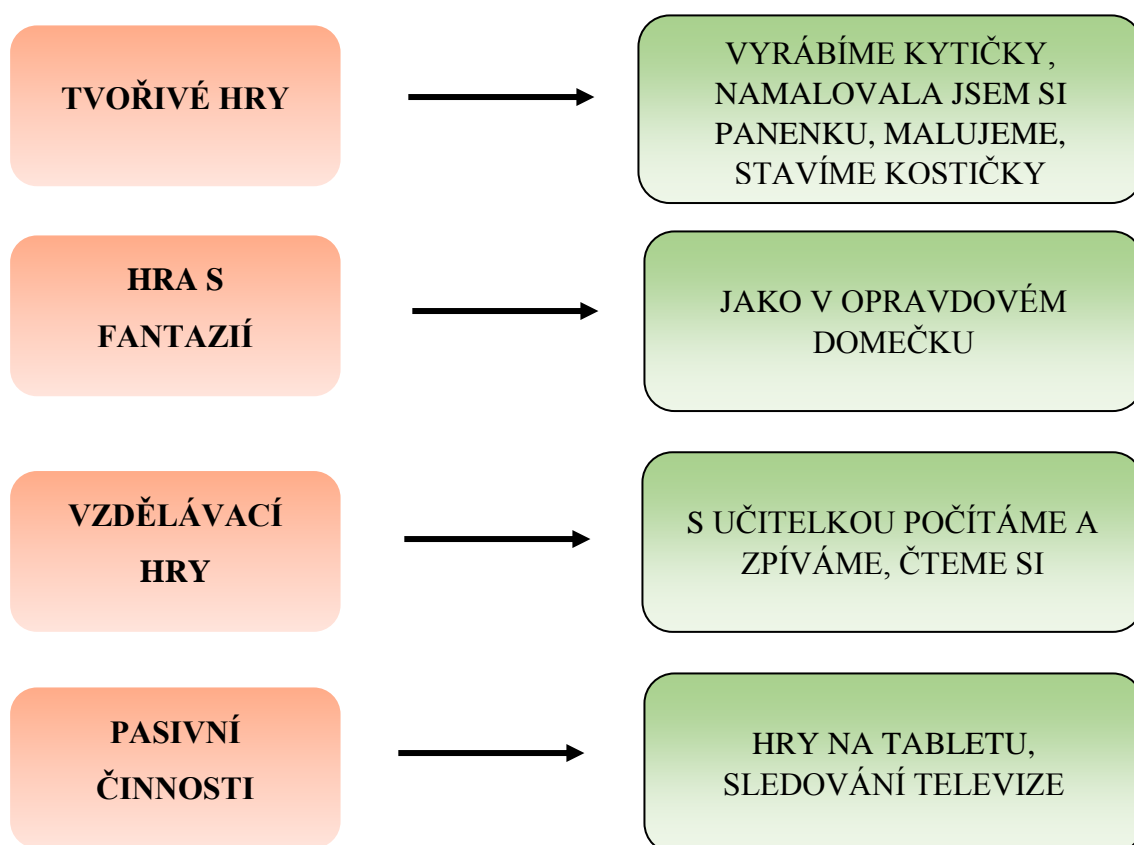 TVOŘIVÉ HRY
VYRÁBÍME KYTIČKY,
NAMALOVALA JSEM SI
PANENKU, MALUJEME,
STAVÍME KOSTIČKY
HRA S
FANTAZIÍ
JAKO V OPRAVDOVÉM
DOMEČKU
VZDĚLÁVACÍ
HRY
S UČITELKOU POČÍTÁME A
ZPÍVÁME, ČTEME SI
PASIVNÍ
ČINNOSTI
HRY NA TABLETU,
SLEDOVÁNÍ TELEVIZE